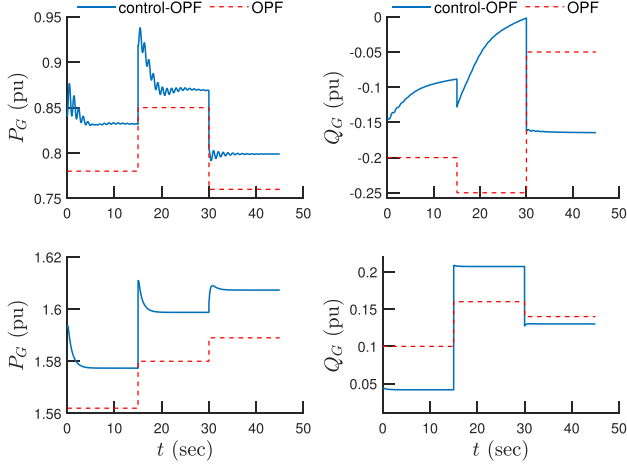 control-OPF OPF
0.95
0.9
0.85
0.8
0.75
P_G (pu)
0 10 20 30 40 50
control-OPF OPF
0
-0.05
-0.1
-0.15
-0.2
-0.25
Q_G (pu)
0 10 20 30 40 50
1.62
1.6
1.58
1.56
P_G (pu)
0 10 20 30 40 50
t (sec)
0.2
0.15
0.1
0.05
Q_G (pu)
0 10 20 30 40 50
t (sec)